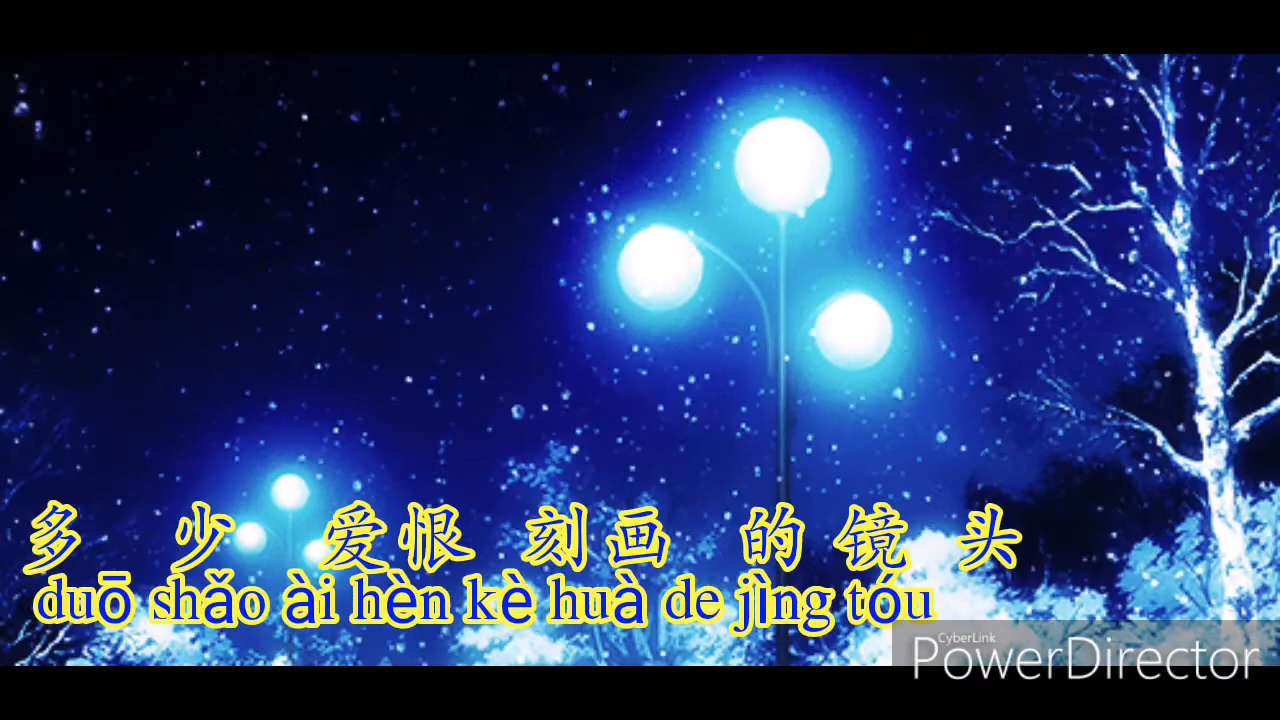 多 少 爱恨 刻画 的 镜 头
duō shǎo ài hèn kè huà de jìng tóu
CyberLink
PowerDirector